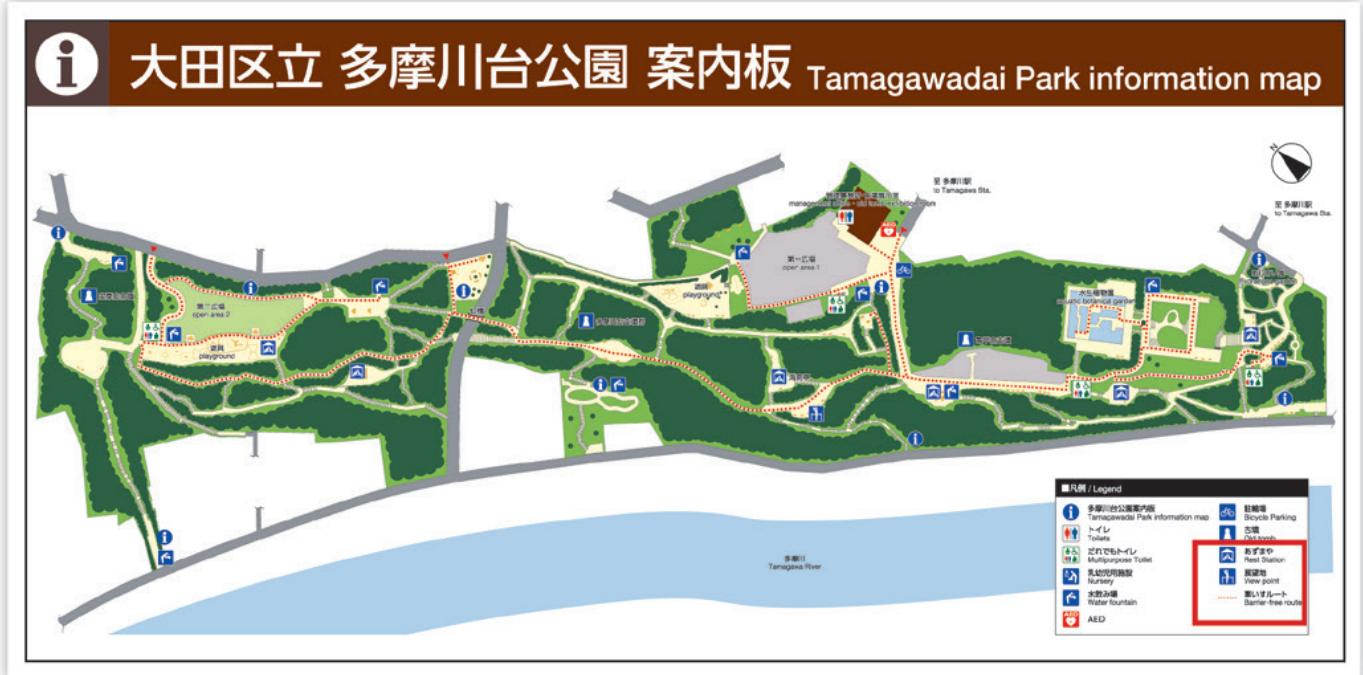 大田区立 多摩川台公園 案内板 Tamagawadai Park information map
N
至 多摩川駅
to Tamagawa Sta.
至 多摩川駅
to Tamagawa Sta.
第一広場
open area 1
遊具
playground
水生植物園
aquatic botanical garden
第二広場
open area 2
遊具
playground
AED
多摩川
Tamagawa River
■凡例 / Legend
多摩川台公園案内版
Tamagawadai Park information map
トイレ
Toilets
だれでもトイレ
Multipurpose Toilet
乳幼児用施設
Nursery
水飲み場
Water fountain
AED
駐輪場
Bicycle Parking
古墳
Old tomb
あずまや
Rest Station
展望地
View point
車いすルート
Barrier-free route